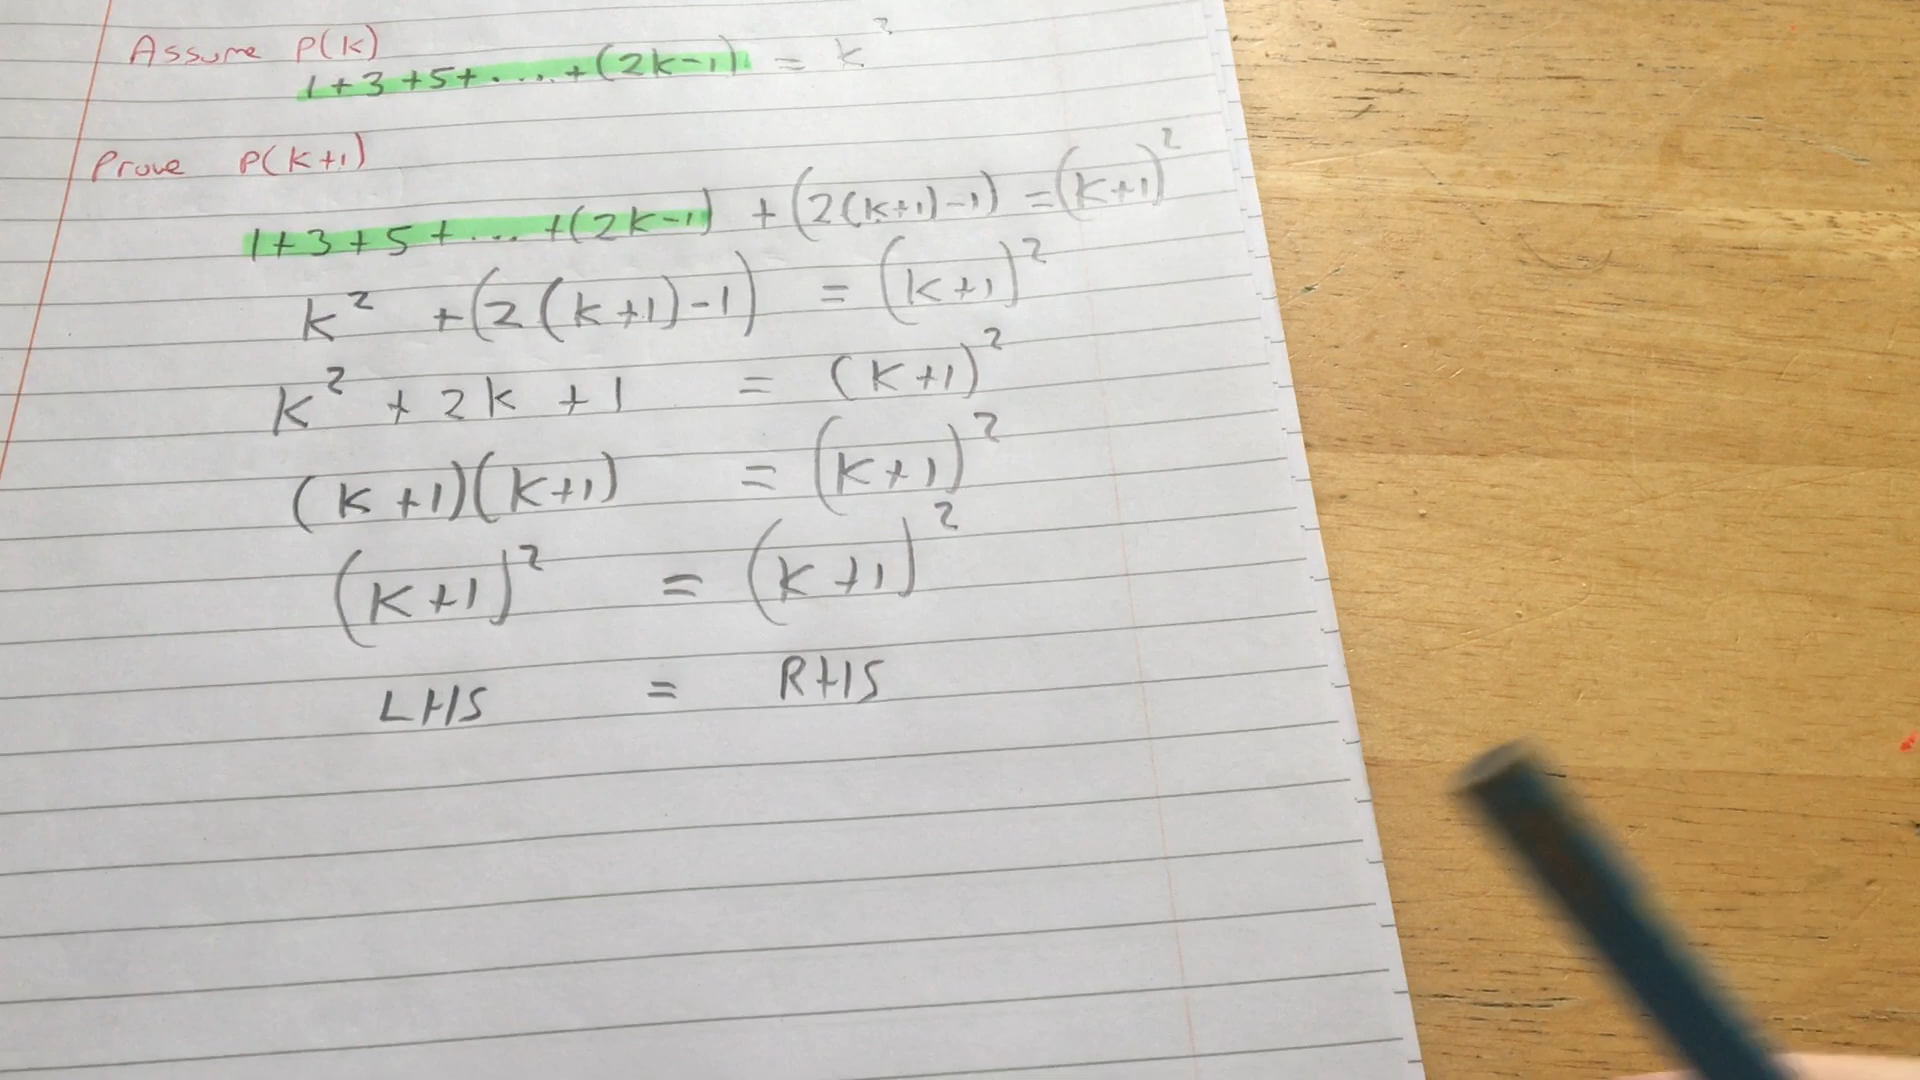 Assume P(k)
1+3+5+....+(2k-1) = k²
Prove P(k+1)
1+3+5+... +(2k-1) +(2(k+1)-1) =(k+1)²
k² +(2(k+1)-1) = (k+1)²
k² + 2k + 1 = (k+1)²
(k+1)(k+1) = (k+1)²
(k+1)² = (k+1)²
LHS = RHS